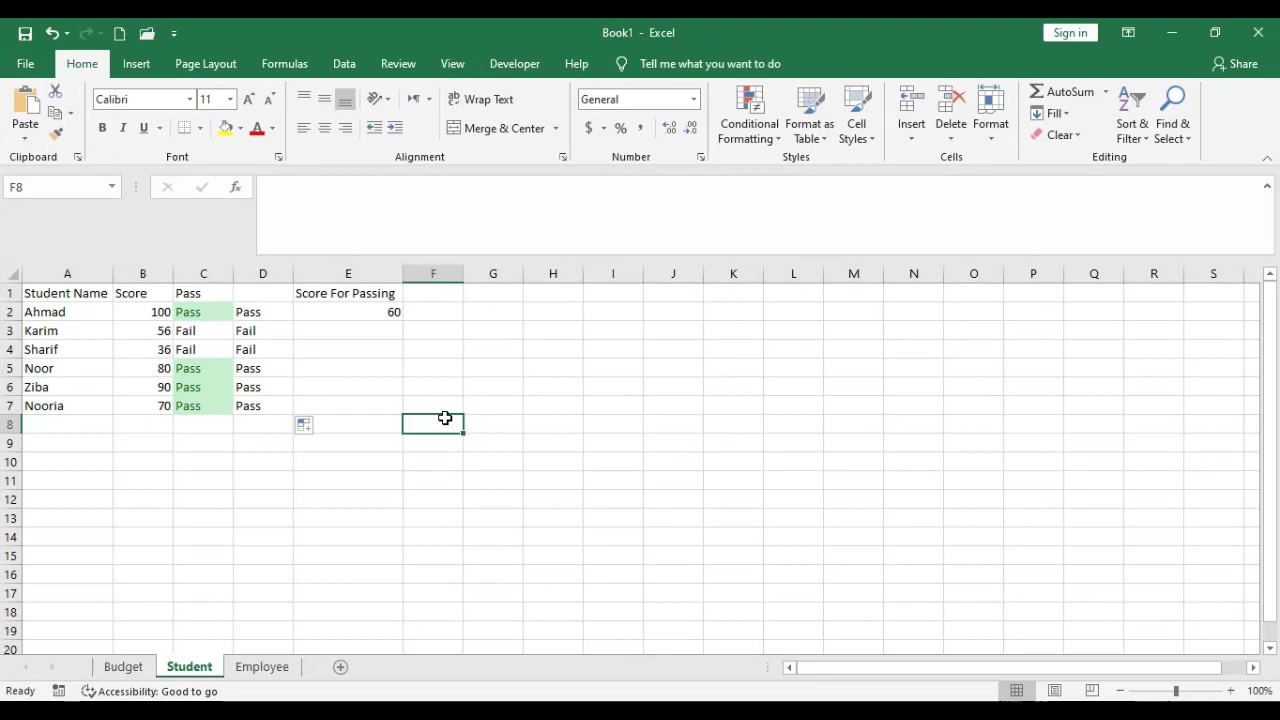 Book1 - Excel
Sign in
File Home Insert Page Layout Formulas Data Review View Developer Help Tell me what you want to do Share
Paste
Calibri 11
B I U A
Wrap Text
Merge & Center
General
$ % ,
Conditional Formatting
Format as Table
Cell Styles
Insert Delete Format
AutoSum
Fill
Clear
Sort & Filter
Find & Select
Clipboard Font Alignment Number Styles Cells Editing
F8 fx
A B C D E F G H I J K L M N O P Q R S
1 Student Name Score Pass Score For Passing
2 Ahmad 100 Pass Pass 60
3 Karim 56 Fail Fail
4 Sharif 36 Fail Fail
5 Noor 80 Pass Pass
6 Ziba 90 Pass Pass
7 Nooria 70 Pass Pass
8
9
10
11
12
13
14
15
16
17
18
19
20
Budget Student Employee
Ready Accessibility: Good to go 100%